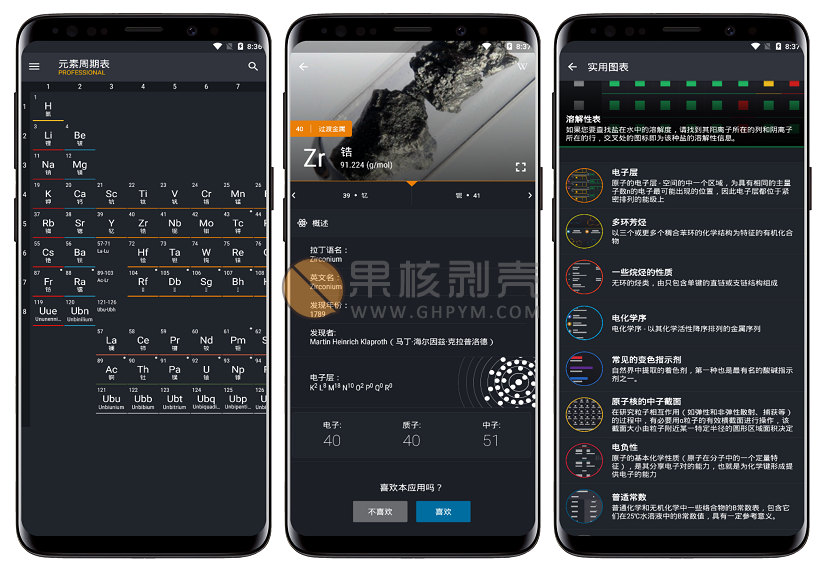 8:36
元素周期表
PROFESSIONAL
1 2 3 4 5 6 7
1
1
H
氢
2
3 4
Li Be
锂 铍
3
11 12
Na Mg
钠 镁
4
19 20 21 22 23 24 25
K Ca Sc Ti V Cr Mn
钾 钙 钪 钛 钒 铬 锰
5
37 38 39 40 41 42 43
Rb Sr Y Zr Nb Mo Tc
铷 锶 钇 锆 铌 钼 锝
6
55 56 57-71 72 73 74 75
Cs Ba La-Lu Hf Ta W Re
铯 钡 铪 钽 钨 铼
7
87 88 89-103 104 105 106 107
Fr Ra Ac-Lr Rf Db Sg Bh
钫 镭
8
119 120 121-126
Uue Ubn Ubu-Ubh
Ununenni... Unbinilium
57 58 59 60 61
La Ce Pr Nd Pm
镧 铈 镨 钕 钷
89 90 91 92 93
Ac Th Pa U Np
锕 钍 镤 铀 镎
121 122 123 124 125
Ubu Ubb Ubt Ubq Ubp
Unbiunium Unbibium Unbitrium Unbiquadi... Unbipenti...
8:37
W
40 过渡金属
Zr
锆
91.224 (g/mol)
39 • 钇
铌 • 41
概述
拉丁语名：
Zirconium
英文名：
Zirconium
发现年份：
1789
发现者:
Martin Heinrich Klaproth（马丁·海尔因兹·克拉普洛德）
电子层：
K2 L8 M18 N10 O2 P0 Q0 R0
电子: 质子: 中子:
40 40 51
喜欢本应用吗？
不喜欢 喜欢
8:37
实用图表
溶解性表
如果您要查找盐在水中的溶解度，请找到其阳离子所在的列和阴离子
所在的行，交叉处的图标即为该种盐的溶解性信息。
电子层
原子的电子层 - 空间的中一个区域，为具有相同的主量
子数n的电子最可能出现的位置，因此电子层都位于紧
密排列的能级上
多环芳烃
以三个或更多个稠合苯环的化学结构为特征的有机化合
物
一些烷烃的性质
无环的烃类，由只包含单键的直链或支链结构组成
电化学序
电化学序 - 以其化学活性降序排列的金属序列
常见的变色指示剂
自然界中提取的着色剂，第一种也是最有名的酸碱指示
剂之一。
原子核的中子截面
在研究粒子相互作用（如弹性和非弹性散射、捕获等）
的过程中，有必要用α粒子的有效横截面进行操作，该
截面大小由粒子附近某一特定半径的圆形区域面积决定
电负性
原子的基本化学性质（原子在分子中的一个定量特
征），是其分享电子对的能力，也就是为化学键形成提
供电子的能力
普适常数
普通化学和无机化学中一些络合物的B常数表，包含它
们在25℃水溶液中的B常数值，具有一定参考意义。
果核剥壳
WWW.GHPYM.COM